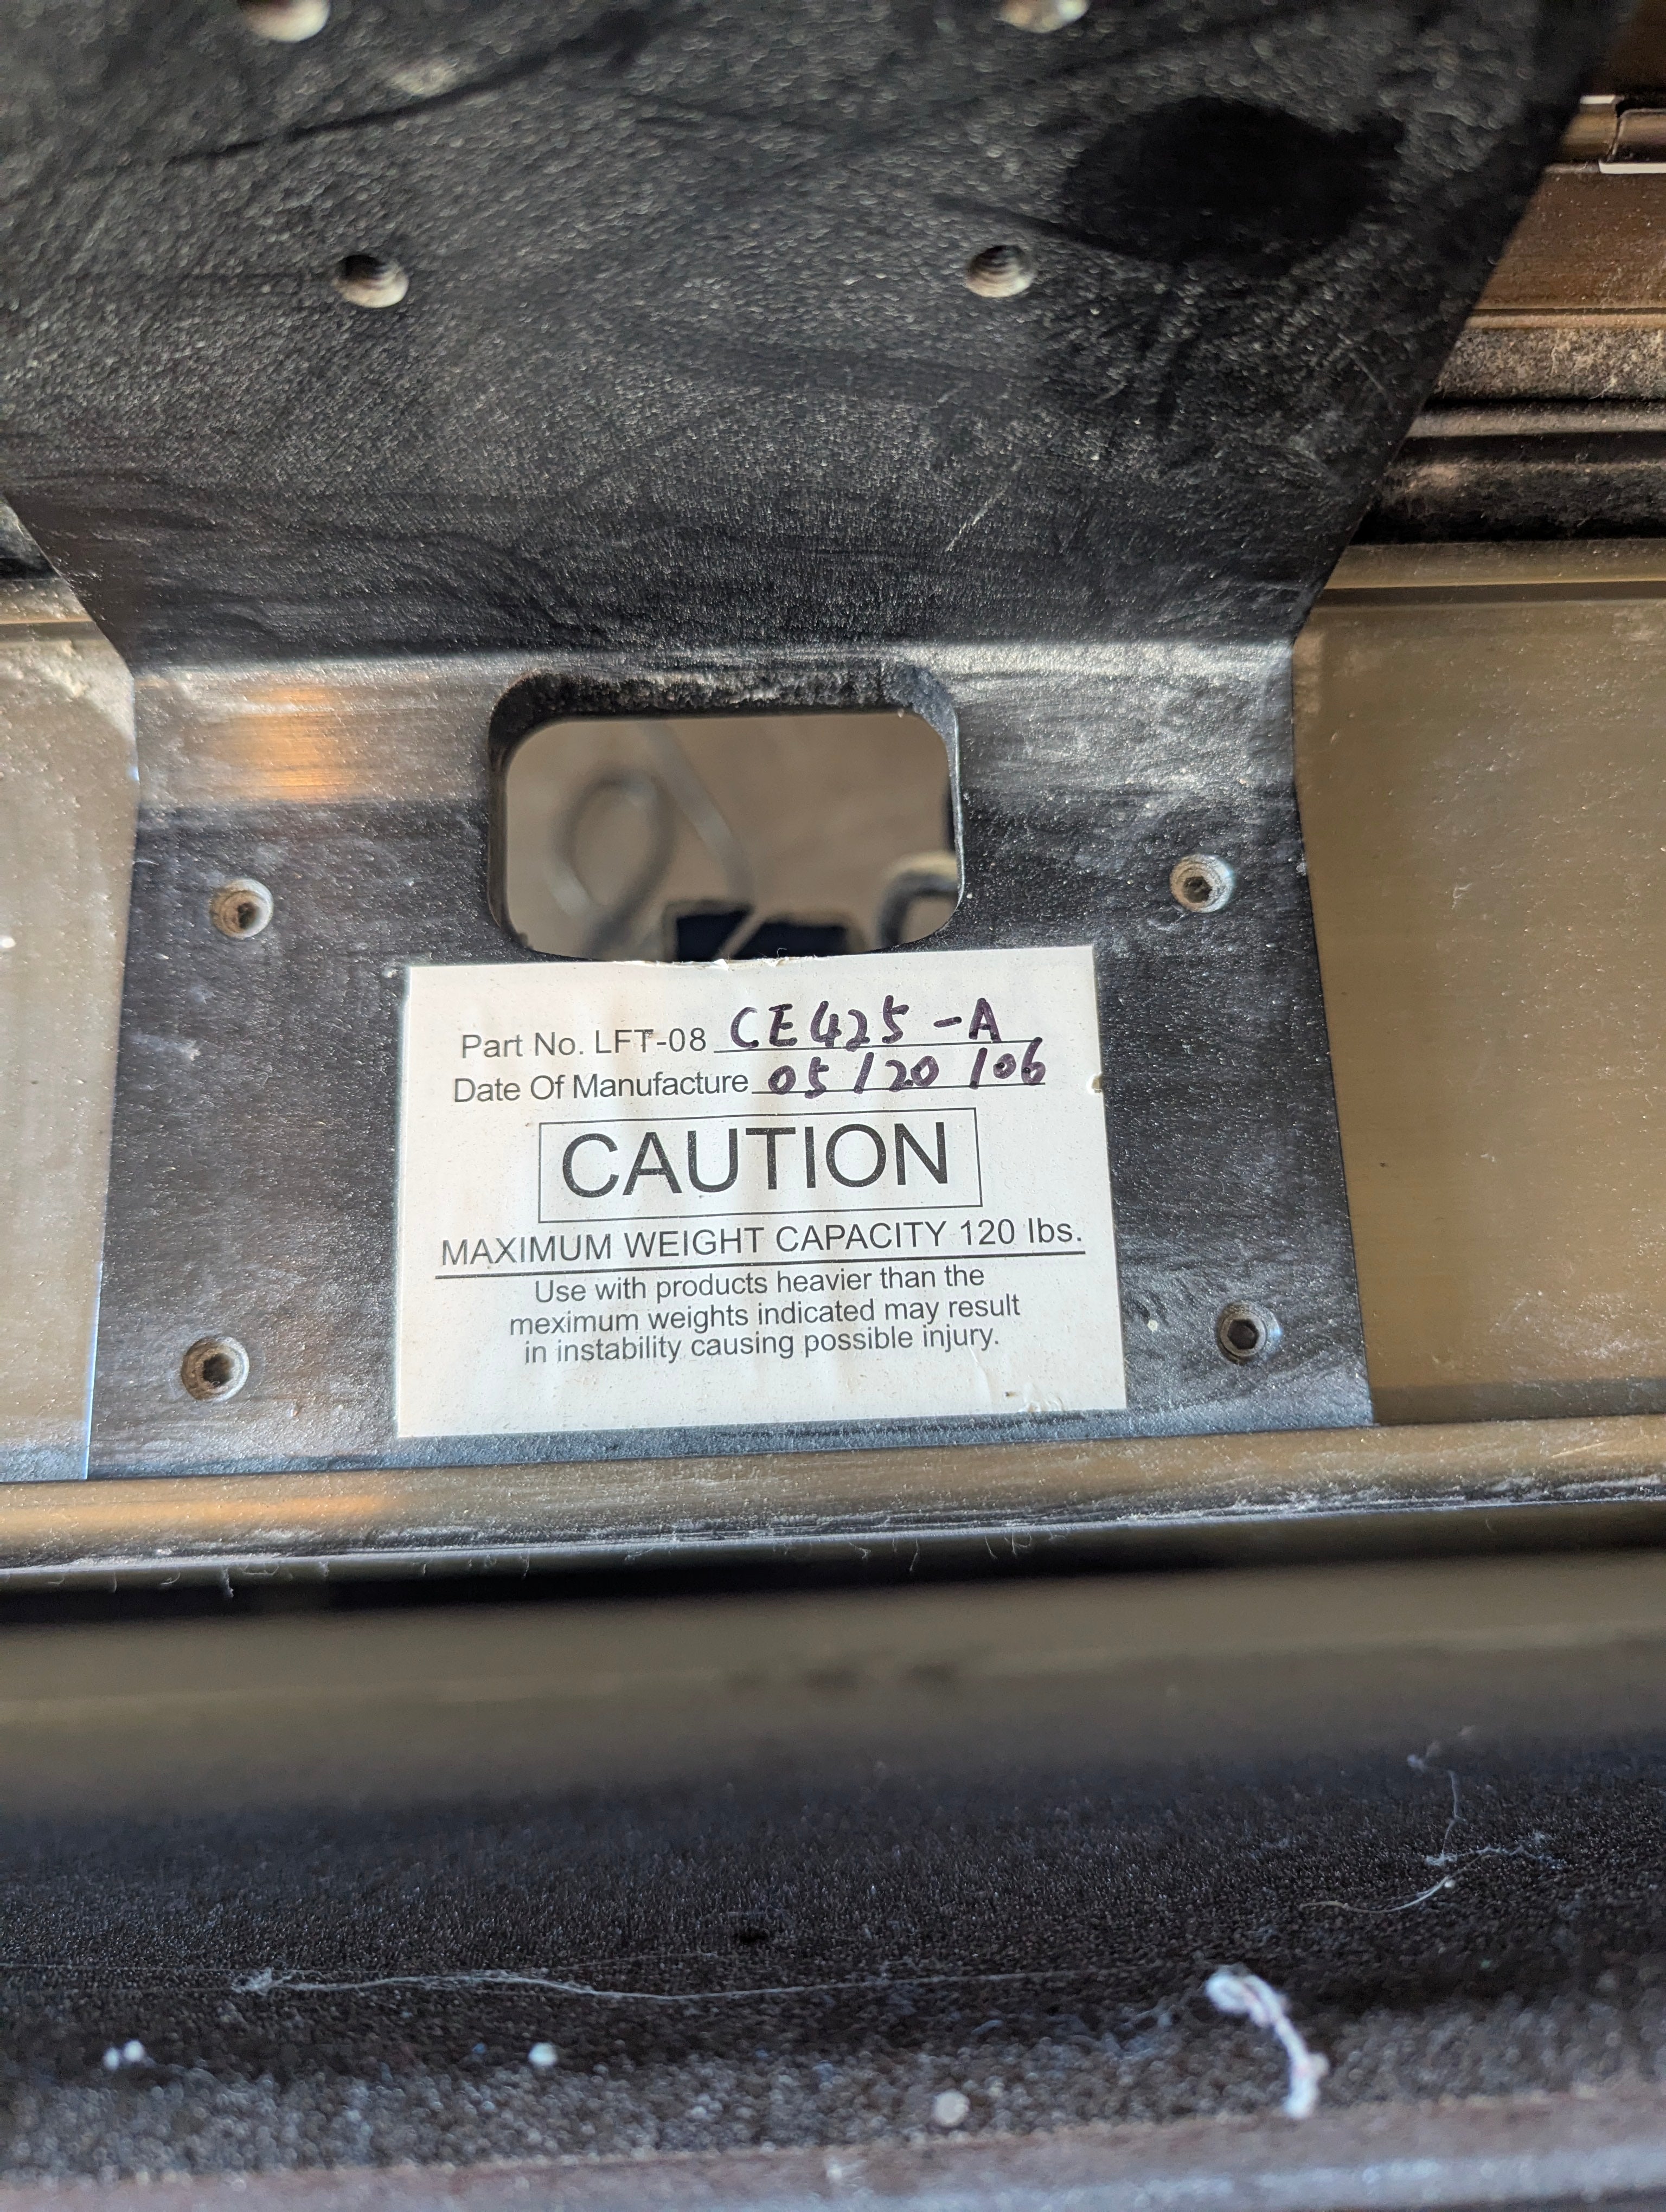 Part No. LFT-08 CE425-A
Date Of Manufacture 05/20/06
CAUTION
MAXIMUM WEIGHT CAPACITY 120 lbs.
Use with products heavier than the
meximum weights indicated may result
in instability causing possible injury.